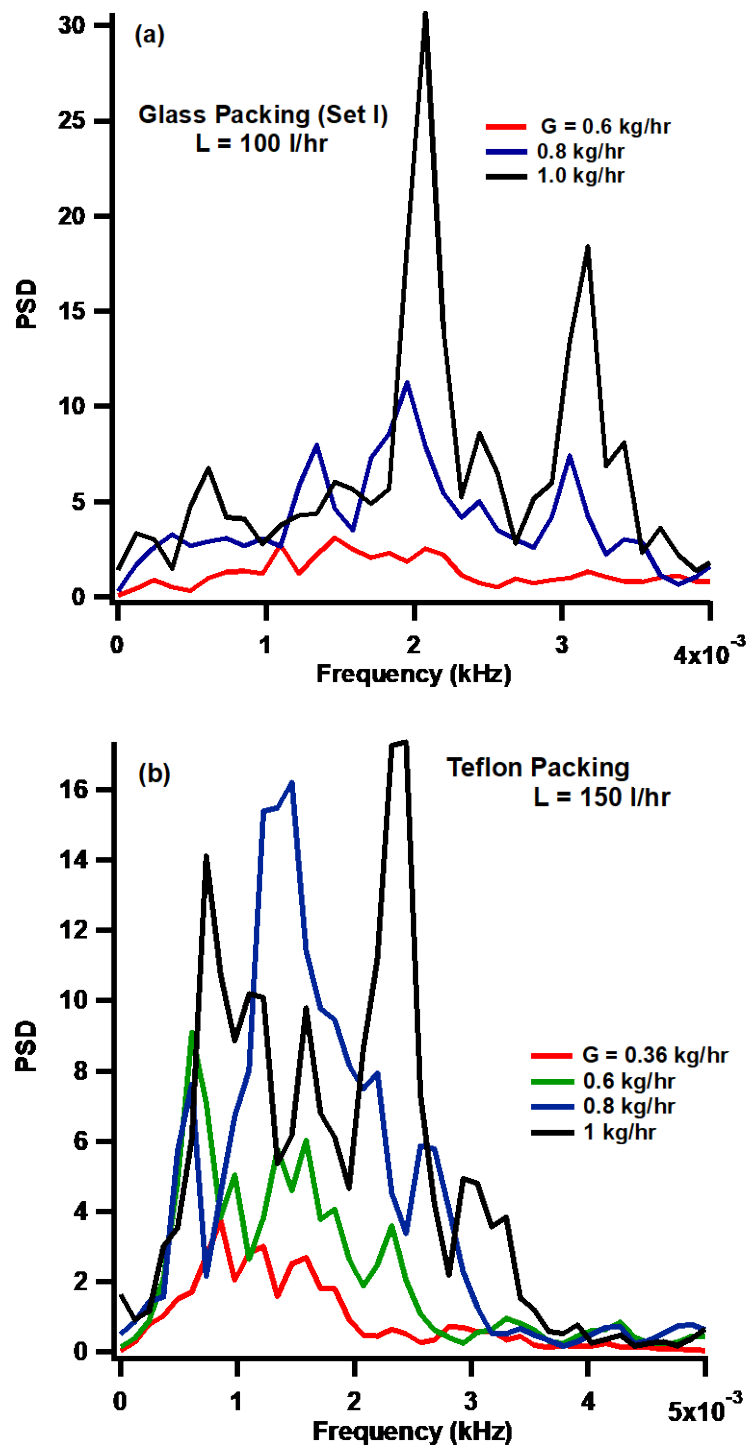 (a)
Glass Packing (Set I)
L = 100 l/hr
G = 0.6 kg/hr
0.8 kg/hr
1.0 kg/hr
30
25
20
15
10
5
0
PSD
0 1 2 3 4x10-3
Frequency (kHz)
(b)
Teflon Packing
L = 150 l/hr
G = 0.36 kg/hr
0.6 kg/hr
0.8 kg/hr
1 kg/hr
16
14
12
10
8
6
4
2
0
PSD
0 1 2 3 4 5x10-3
Frequency (kHz)